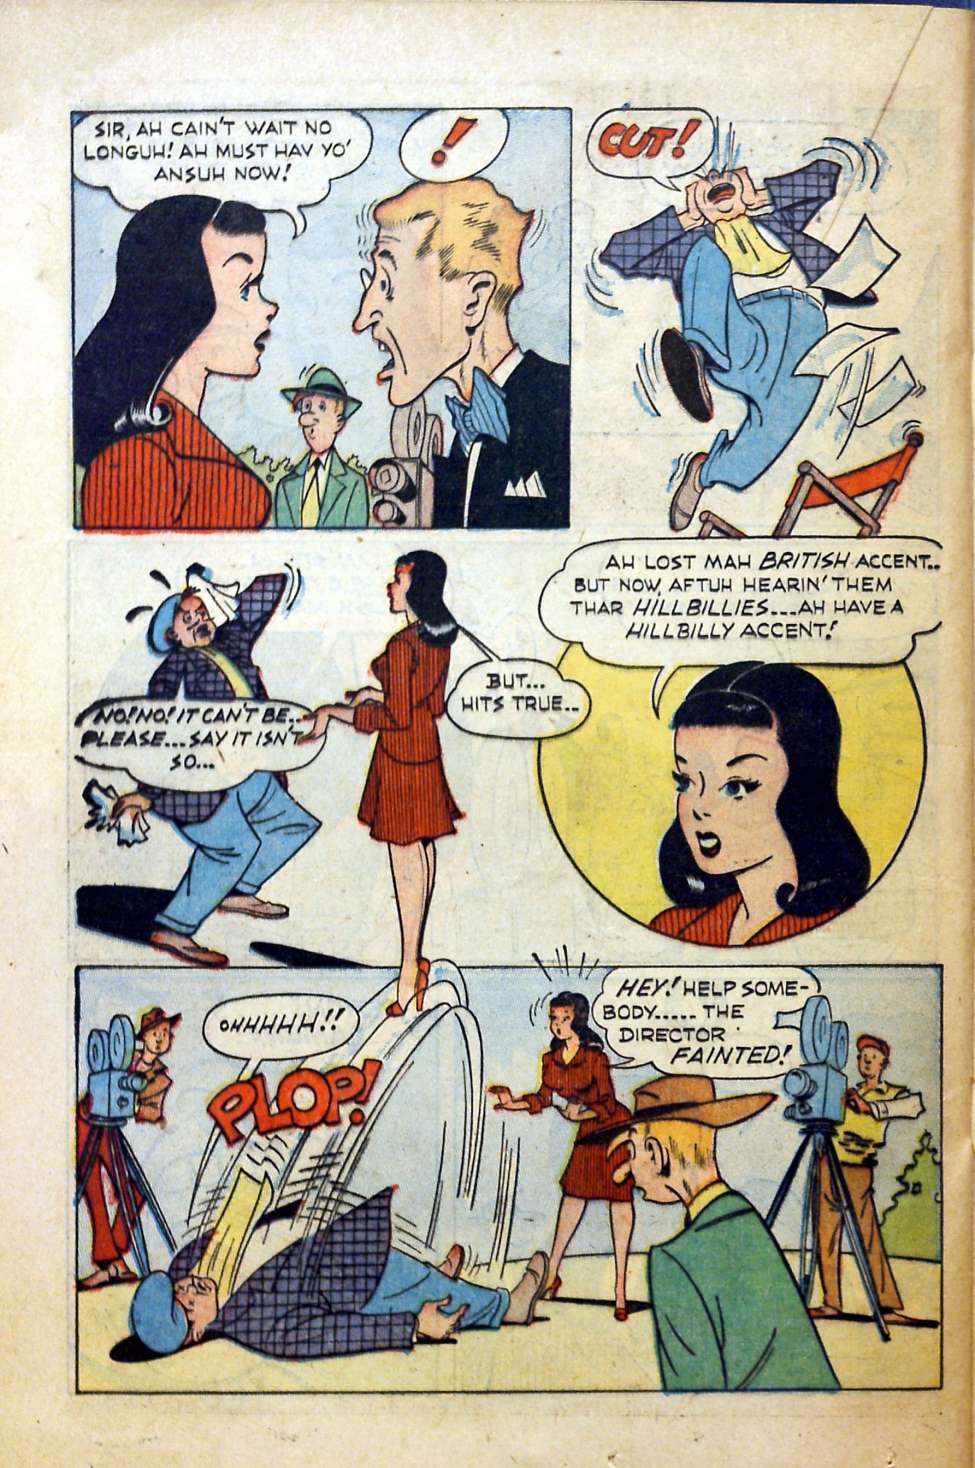 SIR, AH CAIN'T WAIT NO
LONGUH! AH MUST HAV YO'
ANSUH NOW!
!
CUT!
NO! NO! IT CAN'T BE...
PLEASE... SAY IT ISN'T
SO...
BUT...
HITS TRUE..
AH LOST MAH BRITISH ACCENT..
BUT NOW, AFTUH HEARIN' THEM
THAR HILLBILLIES... AH HAVE A
HILLBILLY ACCENT!
OHHHHH!!
PLOP!
HEY! HELP SOME-
BODY..... THE
DIRECTOR
FAINTED!